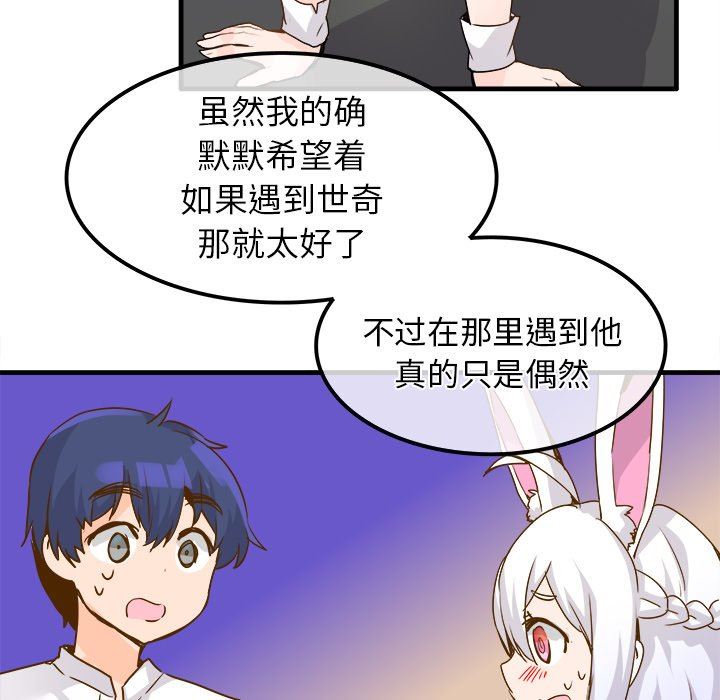 虽然我的确
默默希望着
如果遇到世奇
那就太好了
不过在那里遇到他
真的只是偶然